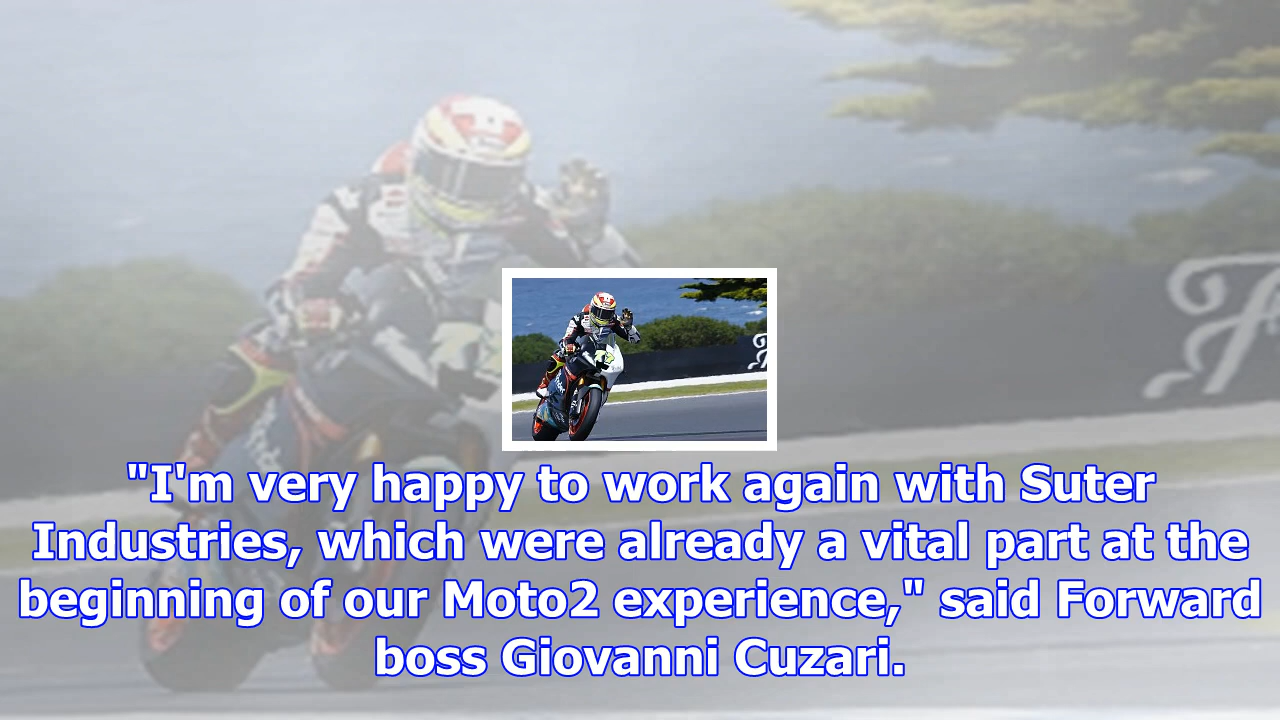 "I'm very happy to work again with Suter
Industries, which were already a vital part at the
beginning of our Moto2 experience," said Forward
boss Giovanni Cuzari.